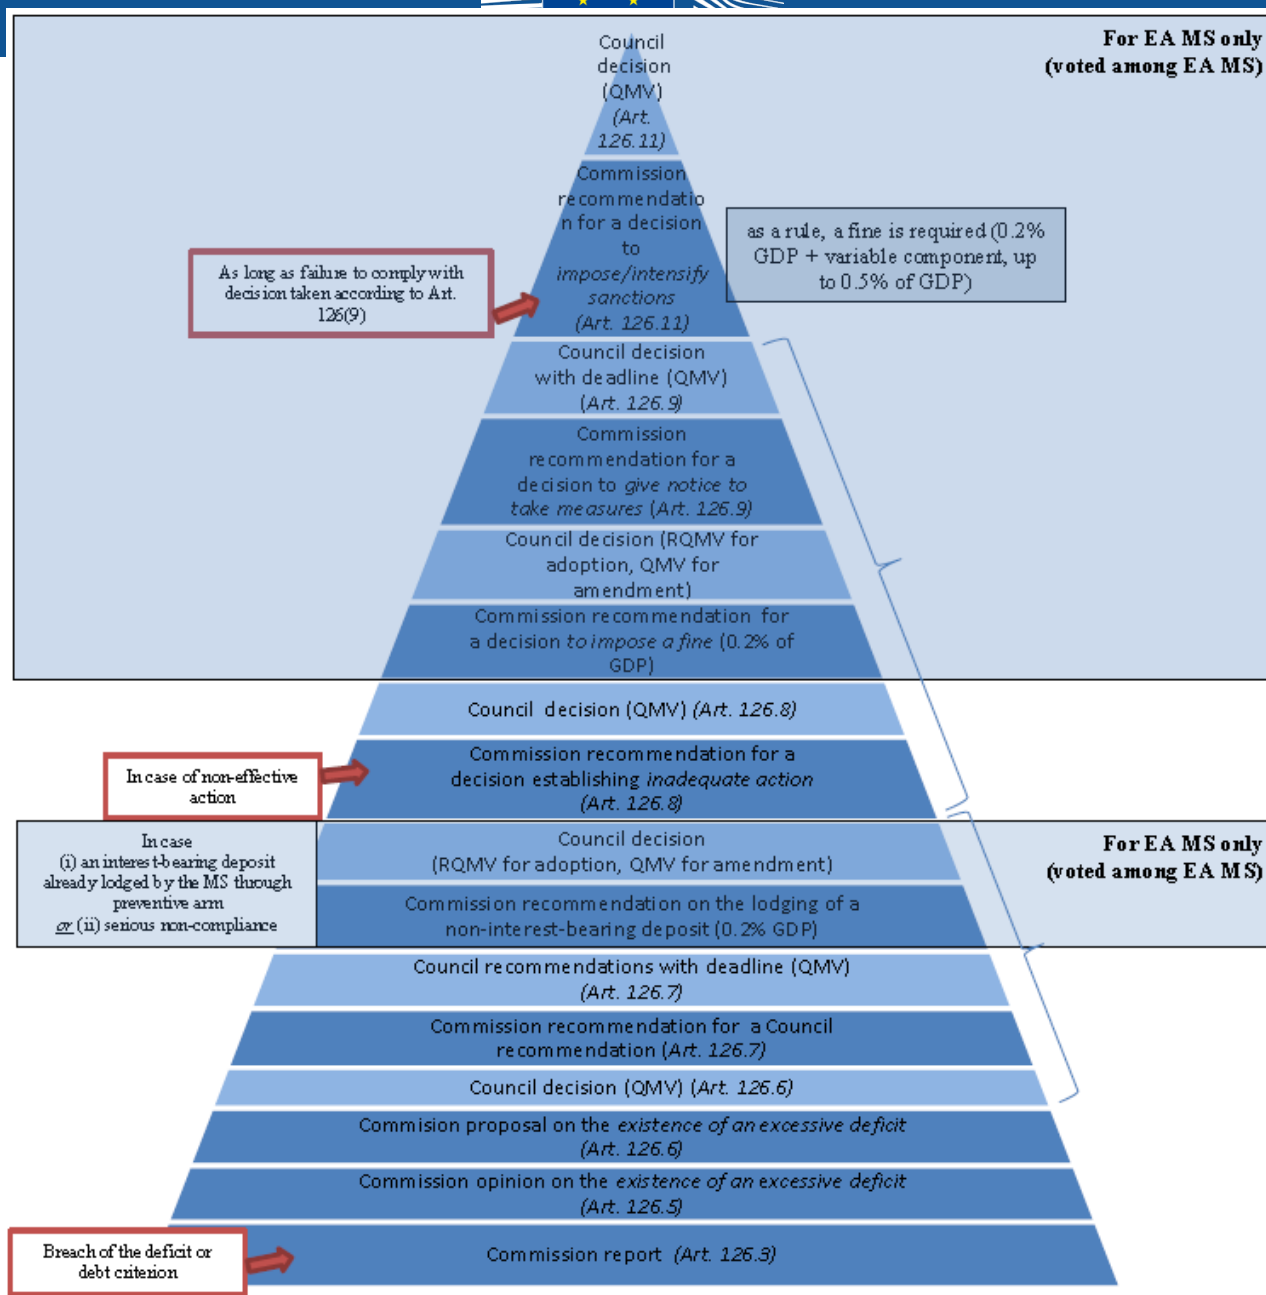 For EA MS only
(voted among EA MS)
Council
decision
(QMV)
(Art.
126.11)
Commission
recommendatio
n for a decision
to
impose/intensify
sanctions
(Art. 126.11)
as a rule, a fine is required (0.2%
GDP + variable component, up
to 0.5% of GDP)
As long as failure to comply with
decision taken according to Art.
126(9)
Council decision
with deadline (QMV)
(Art. 126.9)
Commission
recommendation for a
decision to give notice to
take measures (Art. 126.9)
Council decision (RQMV for
adoption, QMV for
amendment)
Commission recommendation for
a decision to impose a fine (0.2% of
GDP)
Council decision (QMV) (Art. 126.8)
Commission recommendation for a
decision establishing inadequate action
(Art. 126.8)
In case of non-effective
action
In case
(i) an interest-bearing deposit
already lodged by the MS through
preventive arm
or (ii) serious non-compliance
Council decision
(RQMV for adoption, QMV for amendment)
For EA MS only
(voted among EA MS)
Commission recommendation on the lodging of a
non-interest-bearing deposit (0.2% GDP)
Council recommendations with deadline (QMV)
(Art. 126.7)
Commission recommendation for a Council
recommendation (Art. 126.7)
Council decision (QMV) (Art. 126.6)
Commision proposal on the existence of an excessive deficit
(Art. 126.6)
Commission opinion on the existence of an excessive deficit
(Art. 126.5)
Breach of the deficit or
debt criterion
Commission report (Art. 126.3)